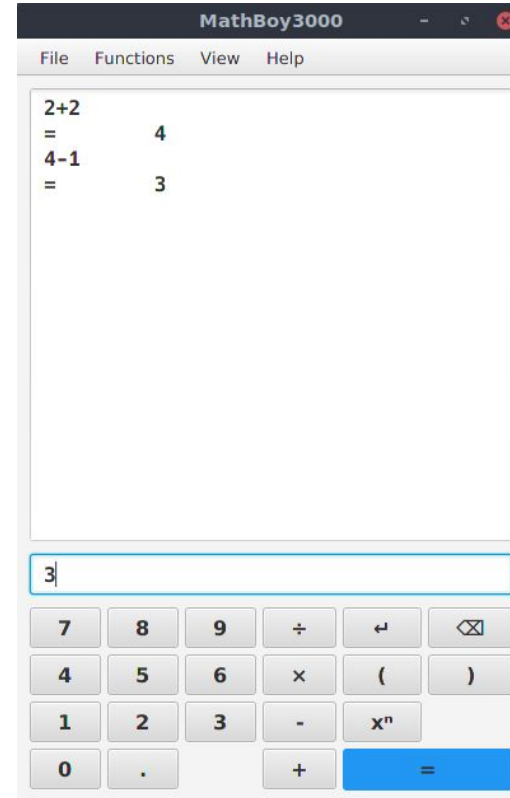 MathBoy3000
File Functions View Help
2+2
= 4
4-1
= 3
3
7 8 9 ÷ ↵ ⌫
4 5 6 × ( )
1 2 3 - xⁿ
0 . + =